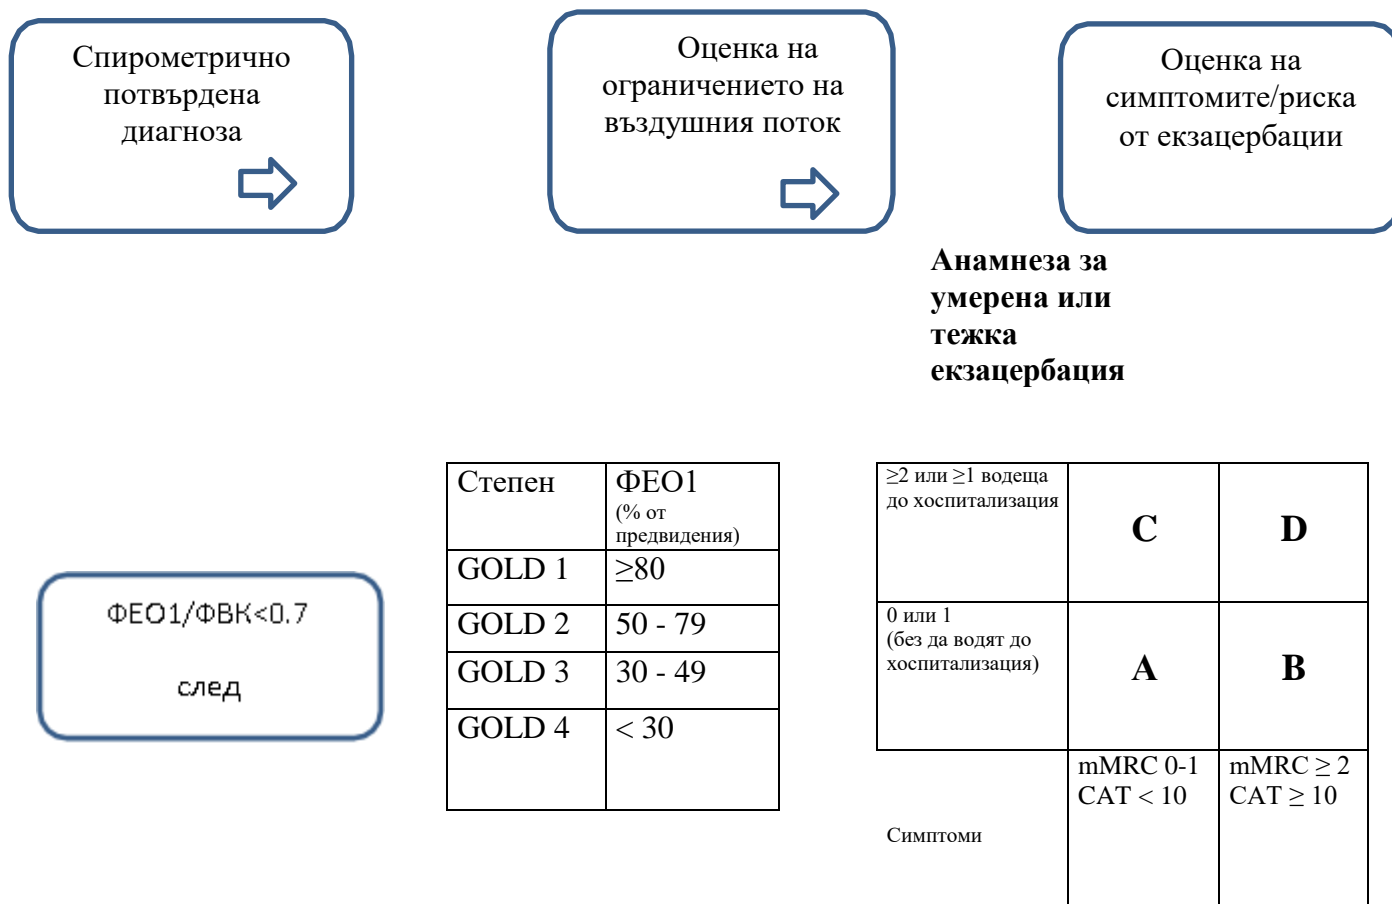 Спирометрично
потвърдена
диагноза
Оценка на
ограничението на
въздушния поток
Оценка на
симптомите/риска
от екзацербации
Анамнеза за
умерена или
тежка
екзацербация
ФЕО1/ФВК<0.7
след
Степен ФЕО1
(% от
предвидения)
GOLD 1 ≥80
GOLD 2 50 - 79
GOLD 3 30 - 49
GOLD 4 < 30
≥2 или ≥1 водеща
до хоспитализация
C D
0 или 1
(без да водят до
хоспитализация)
A B
mMRC 0-1 mMRC ≥ 2
CAT < 10 CAT ≥ 10
Симптоми